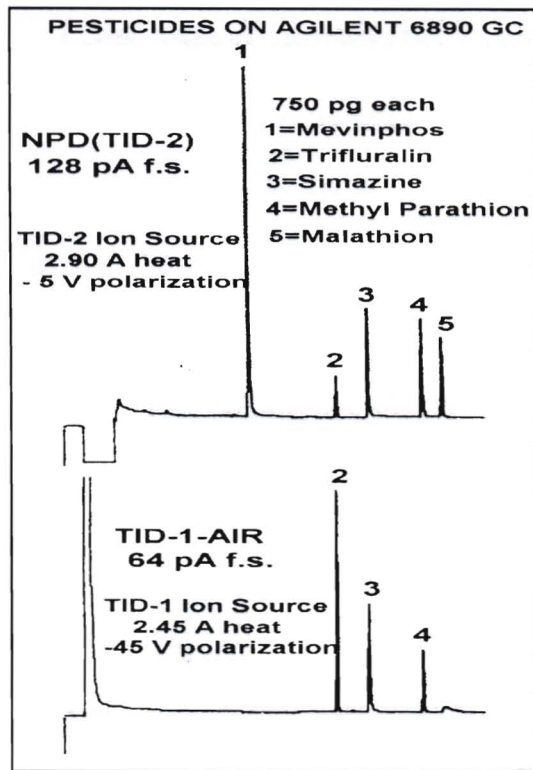 PESTICIDES ON AGILENT 6890 GC
1
NPD(TID-2)
128 pA f.s.
750 pg each
1=Mevinphos
2=Trifluralin
3=Simazine
4=Methyl Parathion
5=Malathion
TID-2 Ion Source
2.90 A heat
- 5 V polarization
2
3
4
5
TID-1-AIR
64 pA f.s.
TID-1 Ion Source
2.45 A heat
-45 V polarization
2
3
4